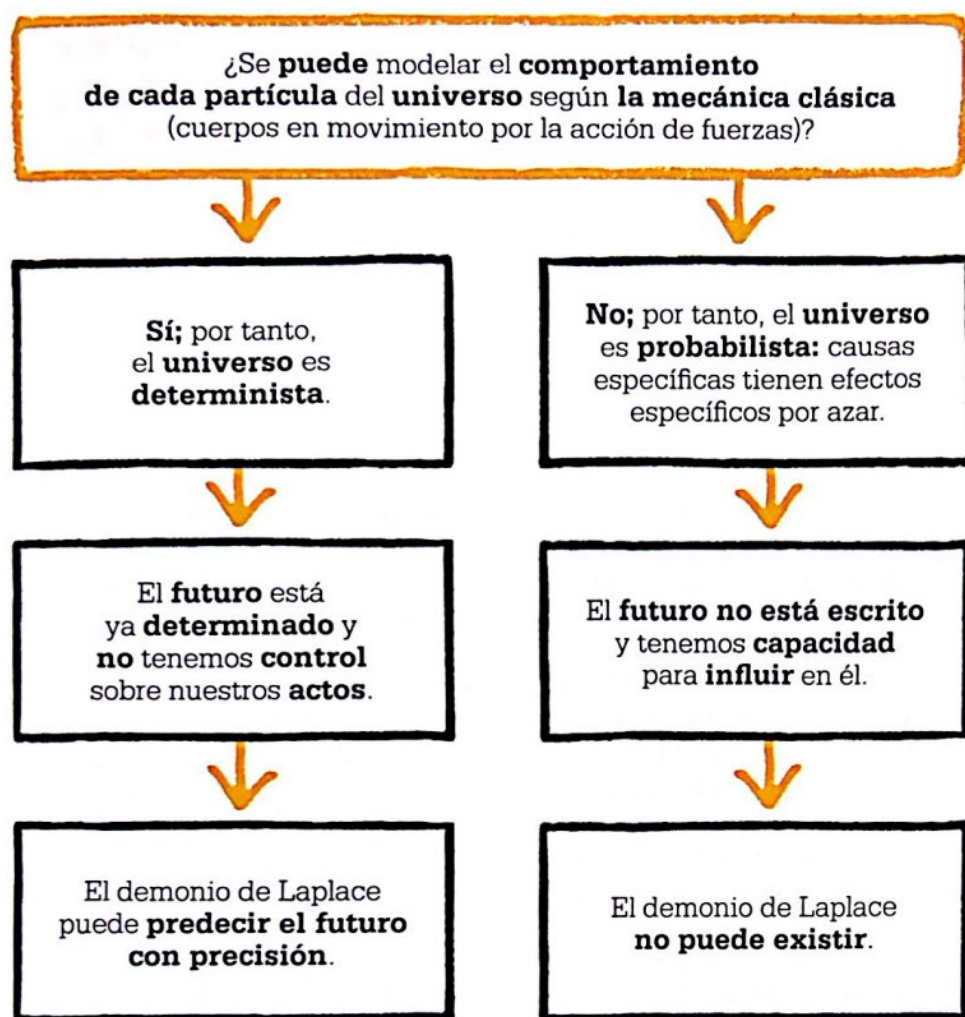 ¿Se puede modelar el comportamiento
de cada partícula del universo según la mecánica clásica
(cuerpos en movimiento por la acción de fuerzas)?
Sí; por tanto,
el universo es
determinista.
No; por tanto, el universo
es probabilista: causas
específicas tienen efectos
específicos por azar.
El futuro está
ya determinado y
no tenemos control
sobre nuestros actos.
El futuro no está escrito
y tenemos capacidad
para influir en él.
El demonio de Laplace
puede predecir el futuro
con precisión.
El demonio de Laplace
no puede existir.